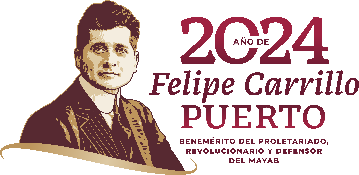 2024
AÑO DE
Felipe Carrillo
PUERTO
BENEMÉRITO DEL PROLETARIADO,
REVOLUCIONARIO Y DEFENSOR
DEL MAYAB